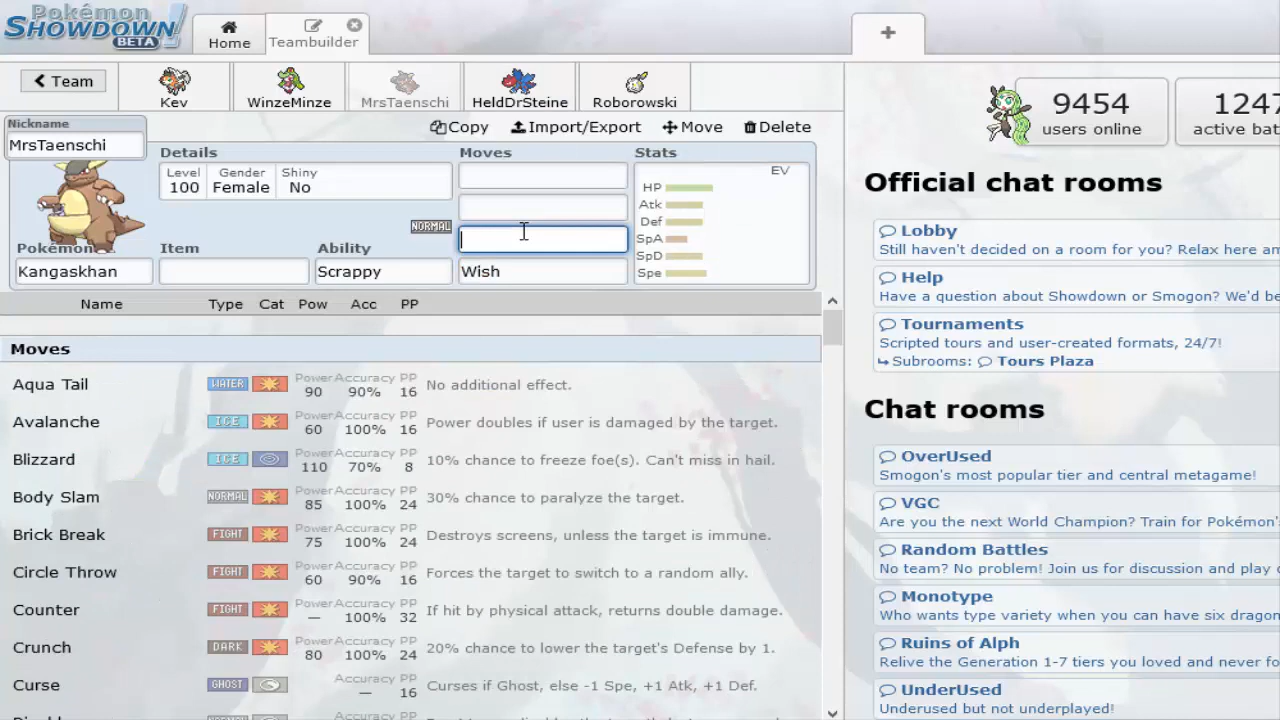 Pokémon
SHOWDOWN!
BETA
Home
Teambuilder
+
Team
Kev
WinzeMinze
MrsTaenschi
HeldDrSteine
Roborowski
9454
users online
1247
active bat
Nickname
MrsTaenschi
Copy
Import/Export
Move
Delete
Details
Moves
Stats
Level
100
Gender
Female
Shiny
No
EV
HP
Atk
Def
SpA
SpD
Spe
NORMAL
Pokémon
Kangaskhan
Item
Ability
Scrappy
Wish
Name Type Cat Pow Acc PP
Moves
Aqua Tail WATER Power 90 Accuracy 90% PP 16 No additional effect.
Avalanche ICE Power 60 Accuracy 100% PP 16 Power doubles if user is damaged by the target.
Blizzard ICE Power 110 Accuracy 70% PP 8 10% chance to freeze foe(s). Can't miss in hail.
Body Slam NORMAL Power 85 Accuracy 100% PP 24 30% chance to paralyze the target.
Brick Break FIGHT Power 75 Accuracy 100% PP 24 Destroys screens, unless the target is immune.
Circle Throw FIGHT Power 60 Accuracy 90% PP 16 Forces the target to switch to a random ally.
Counter FIGHT Power — Accuracy 100% PP 32 If hit by physical attack, returns double damage.
Crunch DARK Power 80 Accuracy 100% PP 24 20% chance to lower the target's Defense by 1.
Curse GHOST Accuracy — PP 16 Curses if Ghost, else -1 Spe, +1 Atk, +1 Def.
Official chat rooms
Lobby
Still haven't decided on a room for you? Relax here am
Help
Have a question about Showdown or Smogon? We'd be
Tournaments
Scripted tours and user-created formats, 24/7!
Subrooms: Tours Plaza
Chat rooms
OverUsed
Smogon's most popular tier and central metagame!
VGC
Are you the next World Champion? Train for Pokémon'
Random Battles
No team? No problem! Join us for discussion and play o
Monotype
Who wants type variety when you can have six dragon
Ruins of Alph
Relive the Generation 1-7 tiers you loved and never fo
UnderUsed
Underused but not underplayed!